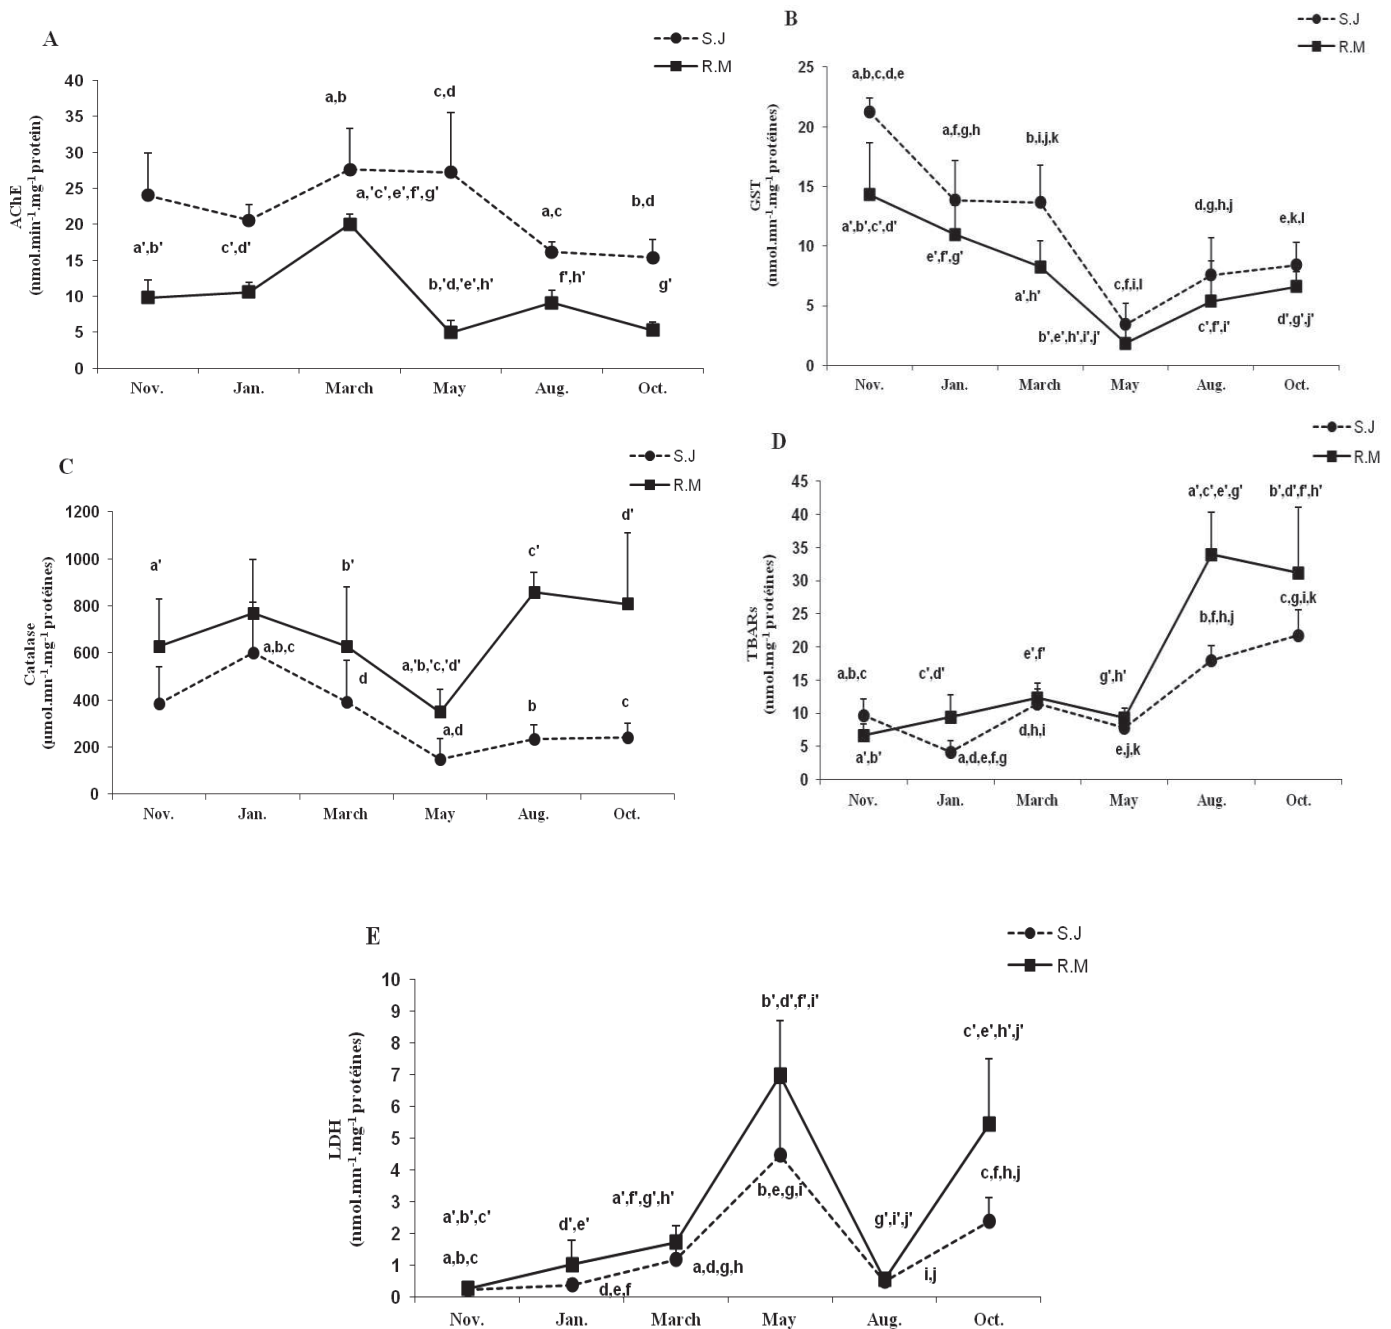 A
S.J
R.M
AChE
(nmol.min⁻¹.mg⁻¹ protein)
40
35
30
25
20
15
10
5
0
a,b
c,d
a,'c',e',f',g'
a,c
b,d
a',b'
c',d'
b,'d,'e',h'
f',h'
g'
Nov. Jan. March May Aug. Oct.
B
S.J
R.M
GST
(nmol.mn⁻¹.mg⁻¹ protéines)
25
20
15
10
5
0
a,b,c,d,e
a,f,g,h
b,i,j,k
d,g,h,j
e,k,l
a',b',c',d'
e',f',g'
a',h'
c,f,i,l
b',e',h',i',j'
c',f',i'
d',g',j'
Nov. Jan. March May Aug. Oct.
C
S.J
R.M
Catalase
(µmol.mn⁻¹.mg⁻¹ protéines)
1200
1000
800
600
400
200
0
a'
b'
c'
d'
a,b,c
d
a,'b','c,'d'
a,d
b
c
Nov. Jan. March May Aug. Oct.
D
S.J
R.M
TBARs
(nmol.mg⁻¹ protéines)
45
40
35
30
25
20
15
10
5
0
a',c',e',g'
b',d',f',h'
c,g,i,k
b,f,h,j
a,b,c
c',d'
e',f'
g',h'
a',b'
a,d,e,f,g
d,h,i
e,j,k
Nov. Jan. March May Aug. Oct.
E
S.J
R.M
LDH
(nmol.mn⁻¹.mg⁻¹ protéines)
10
9
8
7
6
5
4
3
2
1
0
b',d',f',i'
c',e',h',j'
c,f,h,j
b,e,g,i
a',f',g',h'
a',b',c'
d',e'
g',i',j'
a,b,c
d,e,f
a,d,g,h
i,j
Nov. Jan. March May Aug. Oct.